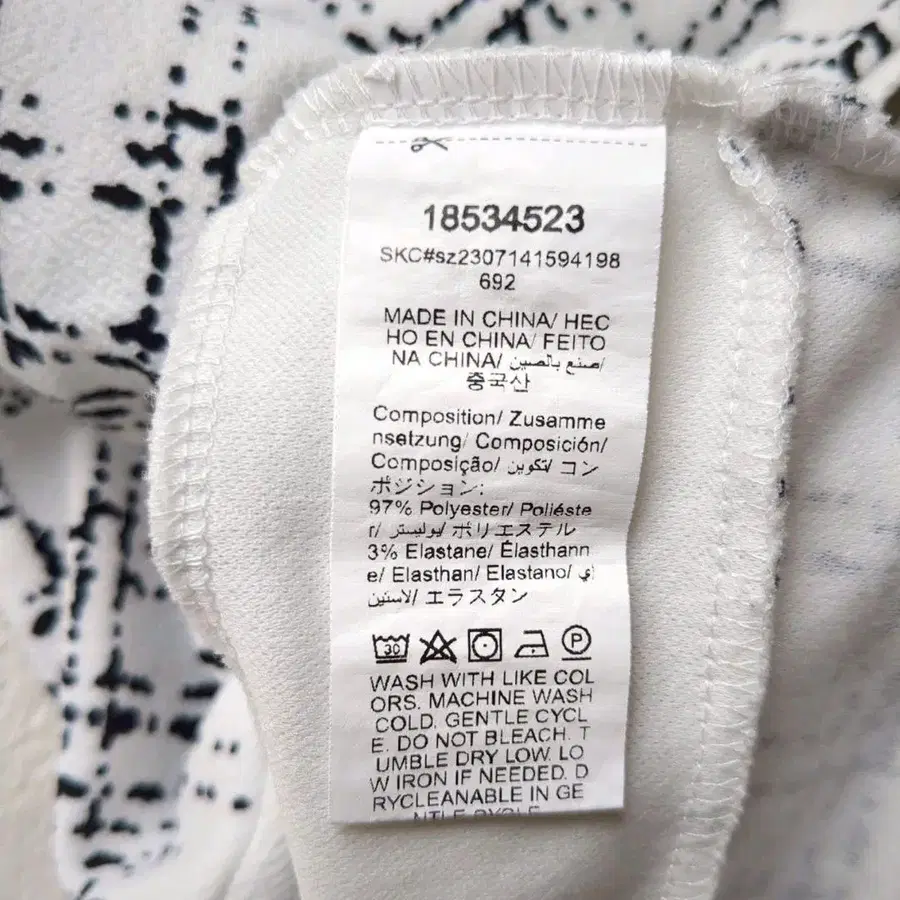 18534523
SKC#sz2307141594198
692
MADE IN CHINA/ HEC
HO EN CHINA/ FEITO
NA CHINA/ صنع بالصين/
중국산
Composition/ Zusamme
nsetzung/ Composición/
Composição/ تكوين/ コン
ポジション:
97% Polyester/ Poliéste
r/ بوليستر/ ポリエステル
3% Elastane/ Élasthann
e/ Elasthan/ Elastano/ إي
لاستين/ エラスタン
30 P
WASH WITH LIKE COL
ORS. MACHINE WASH
COLD. GENTLE CYCL
E. DO NOT BLEACH. T
UMBLE DRY LOW. LO
W IRON IF NEEDED. D
RYCLEANABLE IN GE
NTLE CYCLE